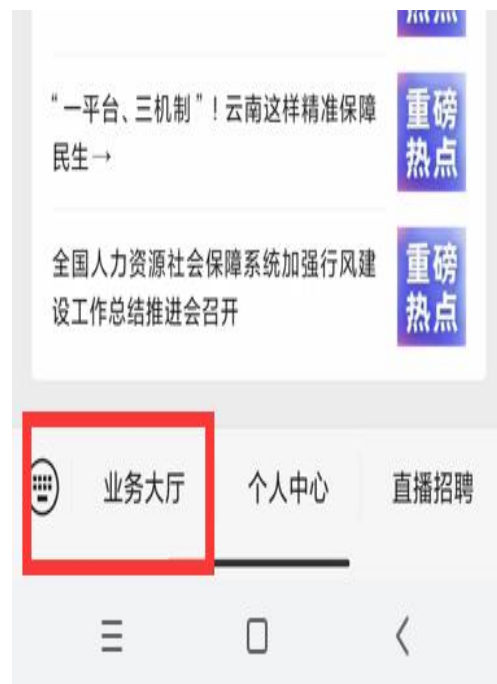 热点
“一平台、三机制”！云南这样精准保障
民生→
重磅
热点
全国人力资源社会保障系统加强行风建
设工作总结推进会召开
重磅
热点
业务大厅
个人中心
直播招聘